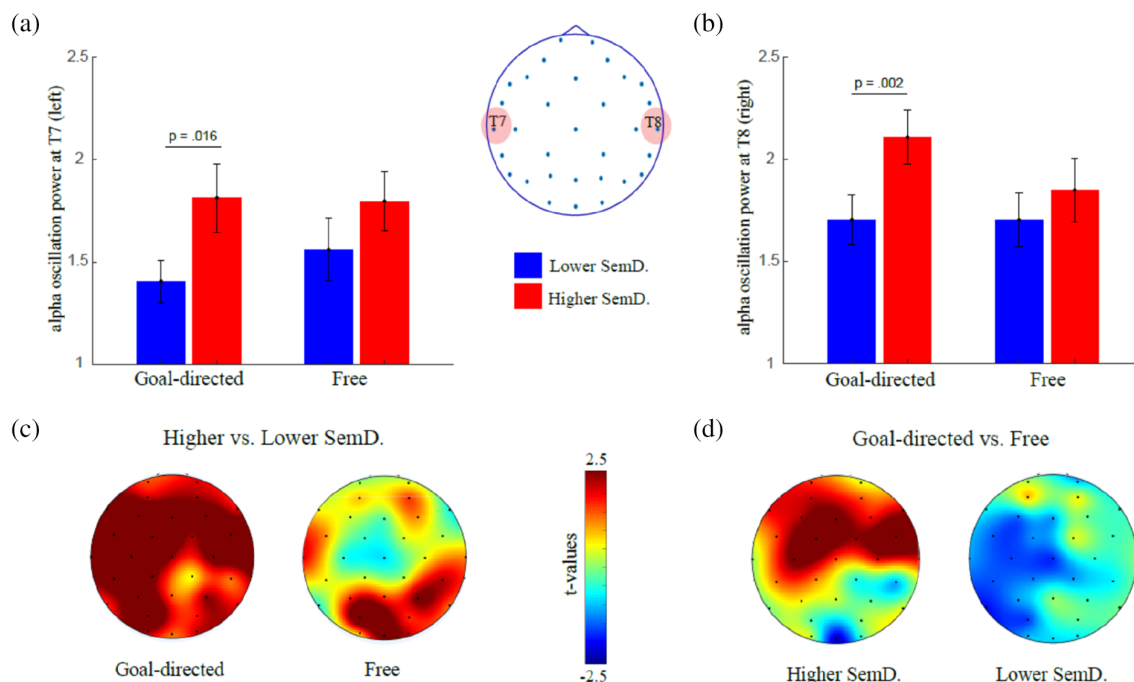 (a)
alpha oscillation power at T7 (left)
2.5
2
1.5
1
p = .016
Goal-directed
Free
T7
T8
Lower SemD.
Higher SemD.
(b)
alpha oscillation power at T8 (right)
2.5
2
1.5
1
p = .002
Goal-directed
Free
(c)
Higher vs. Lower SemD.
Goal-directed
Free
2.5
t-values
-2.5
(d)
Goal-directed vs. Free
Higher SemD.
Lower SemD.